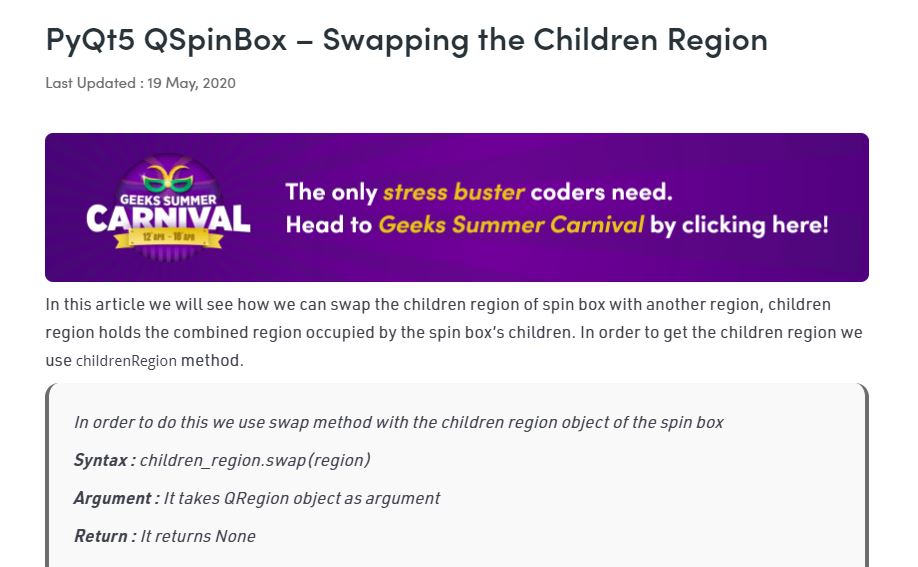 PyQt5 QSpinBox – Swapping the Children Region
Last Updated : 19 May, 2020
GEEKS SUMMER
CARNIVAL
12 APR - 18 APR
The only stress buster coders need.
Head to Geeks Summer Carnival by clicking here!
In this article we will see how we can swap the children region of spin box with another region, children
region holds the combined region occupied by the spin box's children. In order to get the children region we
use childrenRegion method.
In order to do this we use swap method with the children region object of the spin box
Syntax : children_region.swap(region)
Argument : It takes QRegion object as argument
Return : It returns None